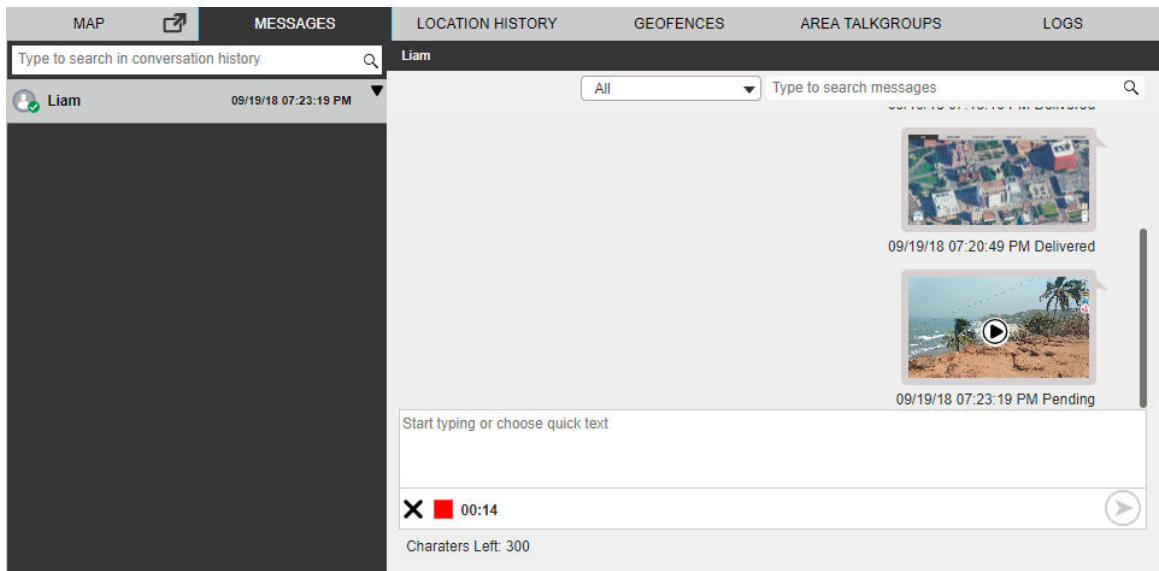 MAP MESSAGES LOCATION HISTORY GEOFENCES AREA TALKGROUPS LOGS
Type to search in conversation history
Liam
All Type to search messages
Liam 09/19/18 07:23:19 PM
09/19/18 07:20:49 PM Delivered
09/19/18 07:23:19 PM Pending
Start typing or choose quick text
00:14
Charaters Left: 300